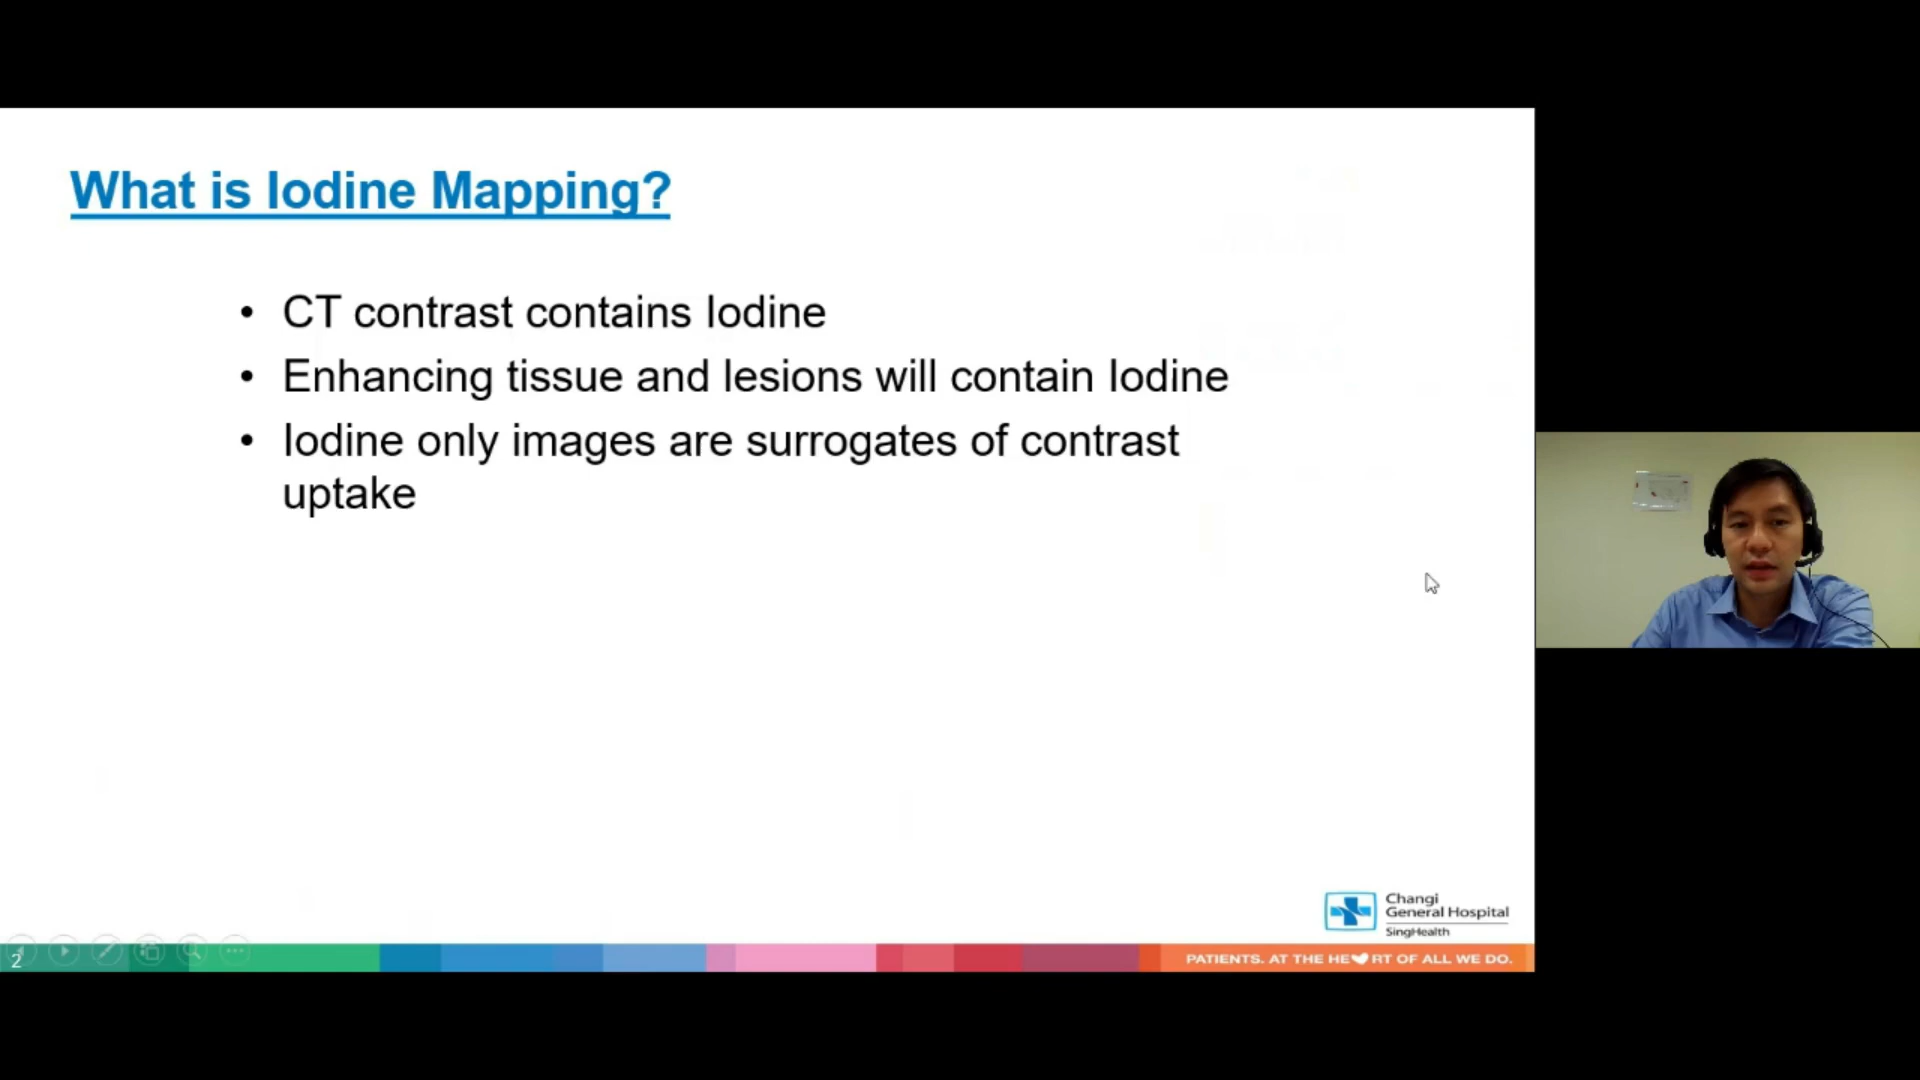 What is Iodine Mapping?
• CT contrast contains Iodine
• Enhancing tissue and lesions will contain Iodine
• Iodine only images are surrogates of contrast
uptake
Changi
General Hospital
SingHealth
2
PATIENTS. AT THE HE RT OF ALL WE DO.